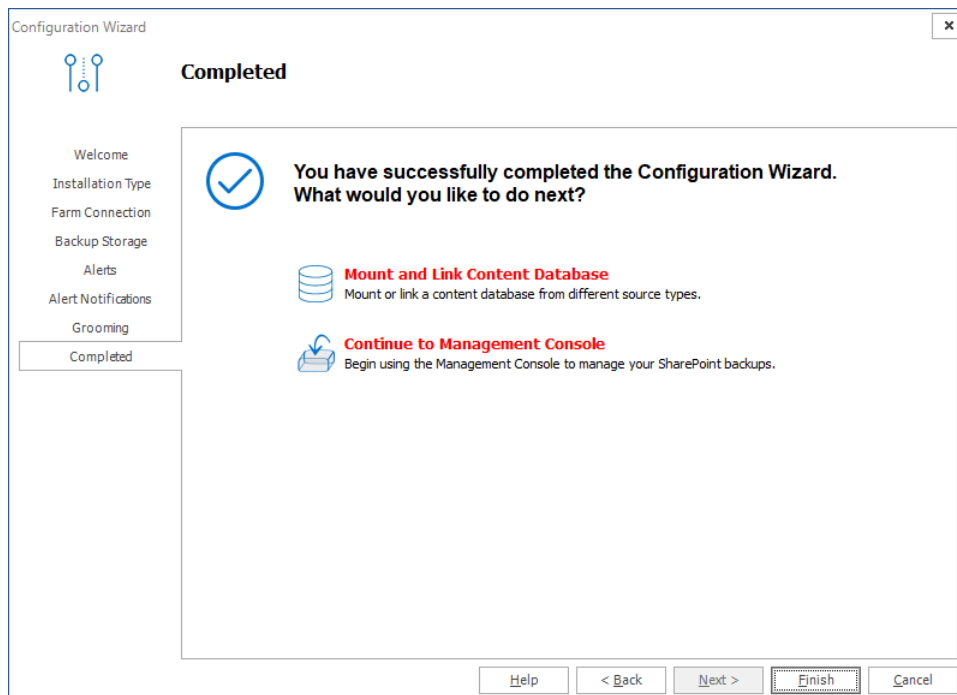 Configuration Wizard
Completed
Welcome
Installation Type
Farm Connection
Backup Storage
Alerts
Alert Notifications
Grooming
Completed
You have successfully completed the Configuration Wizard.
What would you like to do next?
Mount and Link Content Database
Mount or link a content database from different source types.
Continue to Management Console
Begin using the Management Console to manage your SharePoint backups.
Help
< Back
Next >
Finish
Cancel